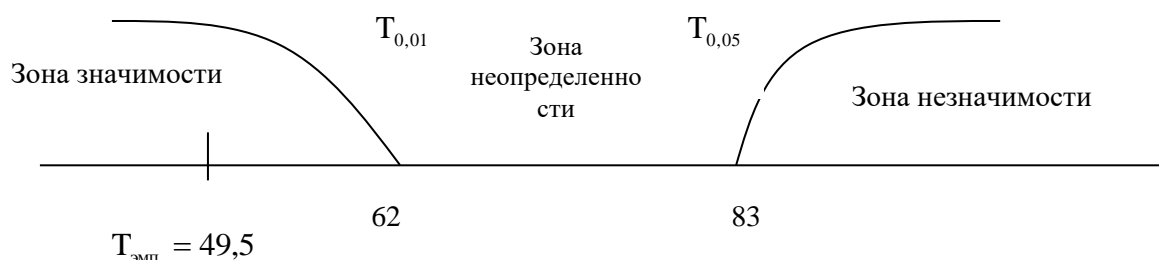 T0,01
T0,05
Зона
неопределенно
сти
Зона значимости
Зона незначимости
62
83
Tэмп = 49,5